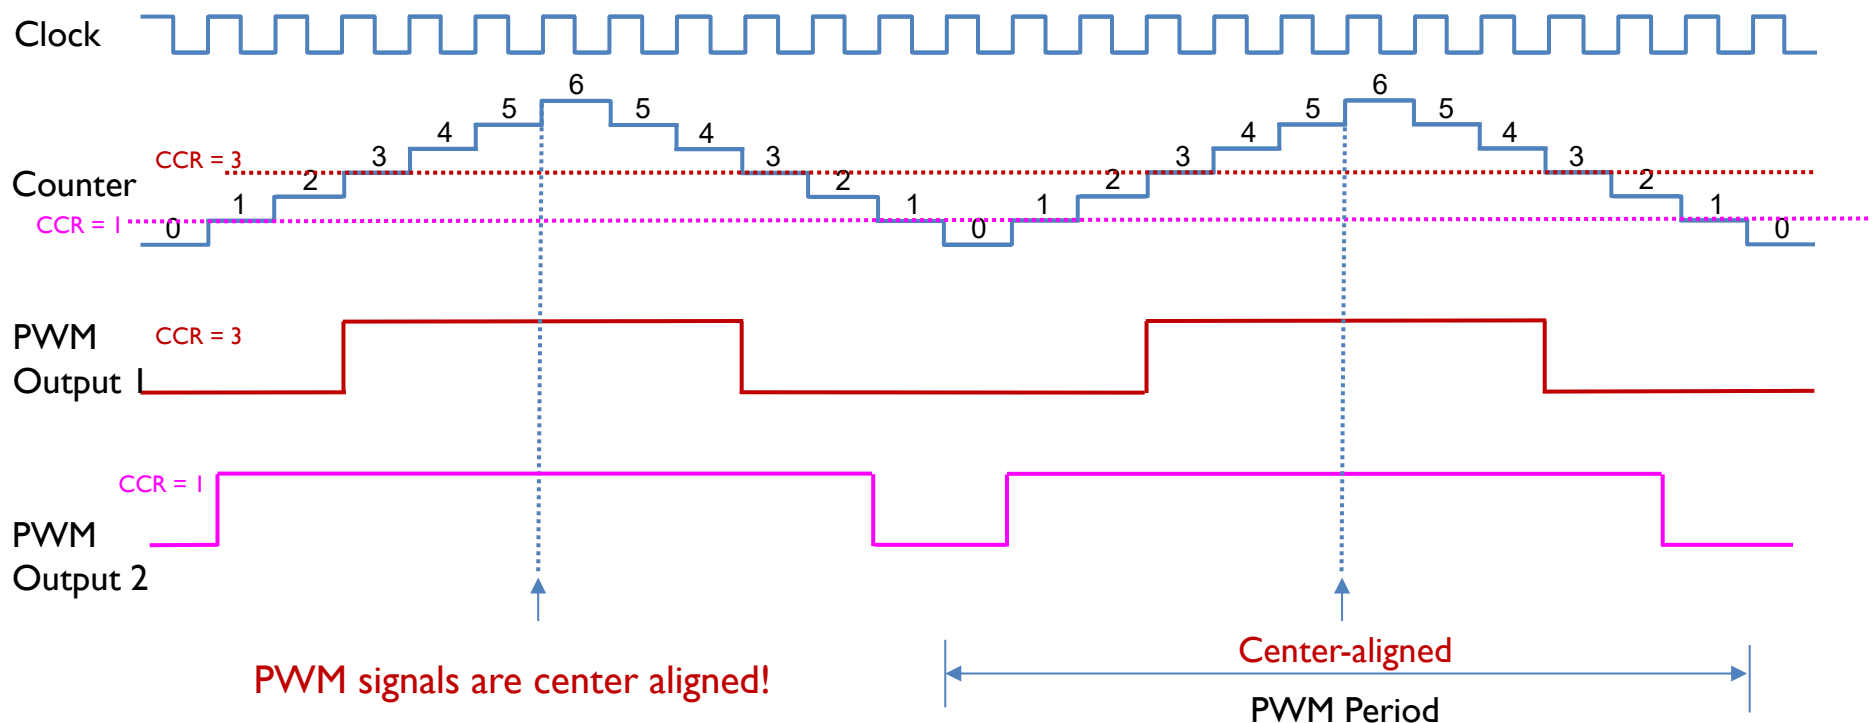 Clock
6 6
5 5 5 5
4 4 4 4
CCR = 3 3 3 3 3
Counter 2 2 2 2
1 1 1 1
CCR = 1 0 0 0
PWM CCR = 3
Output 1
CCR = 1
PWM
Output 2
PWM signals are center aligned!
Center-aligned
PWM Period